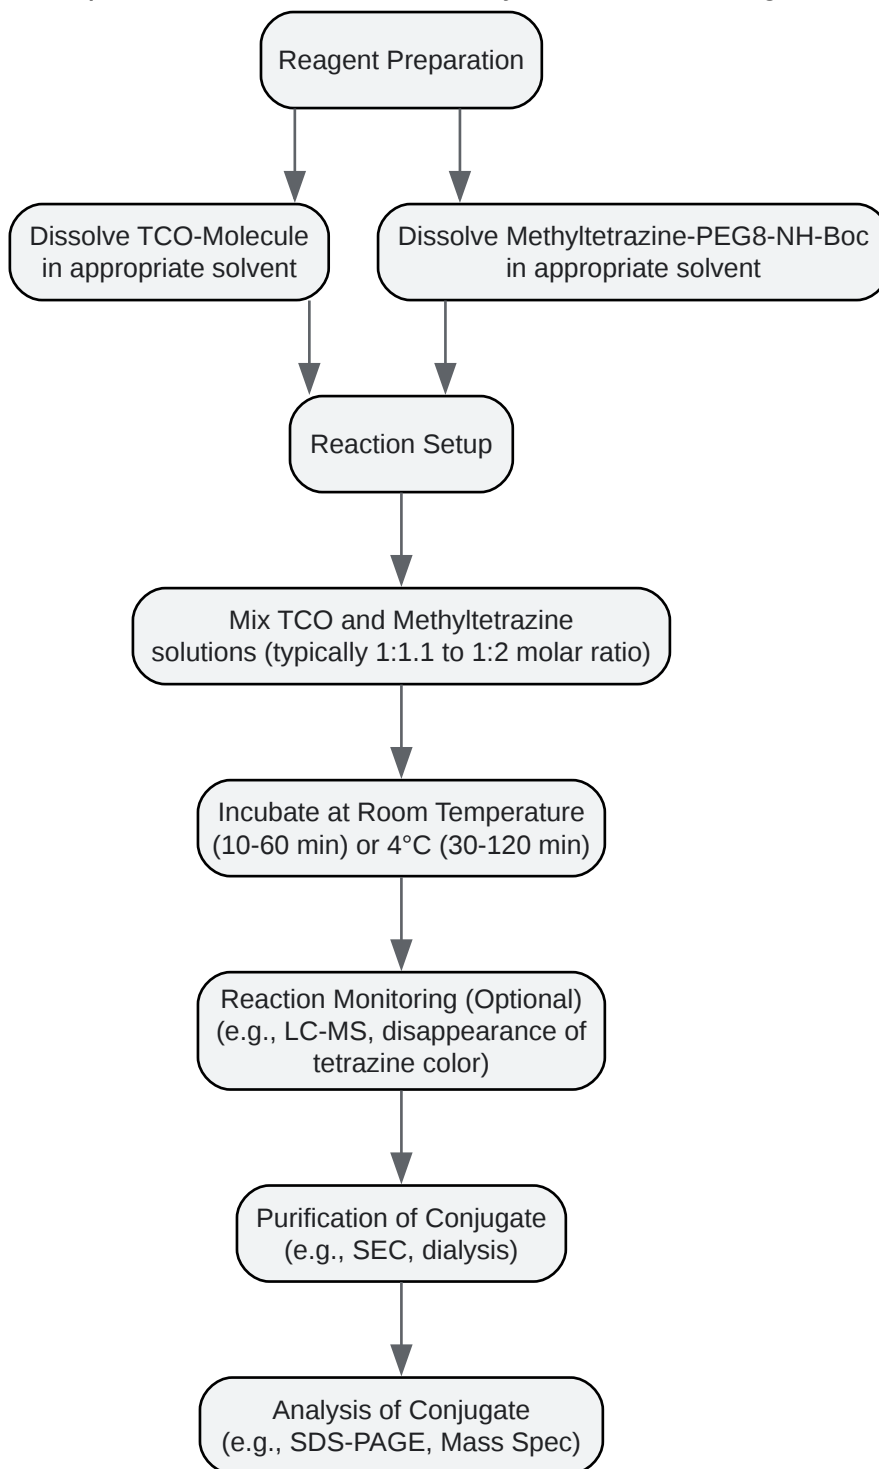 Reagent Preparation
Dissolve TCO-Molecule
in appropriate solvent
Dissolve Methyltetrazine-PEG8-NH-Boc
in appropriate solvent
Reaction Setup
Mix TCO and Methyltetrazine
solutions (typically 1:1.1 to 1:2 molar ratio)
Incubate at Room Temperature
(10-60 min) or 4°C (30-120 min)
Reaction Monitoring (Optional)
(e.g., LC-MS, disappearance of
tetrazine color)
Purification of Conjugate
(e.g., SEC, dialysis)
Analysis of Conjugate
(e.g., SDS-PAGE, Mass Spec)